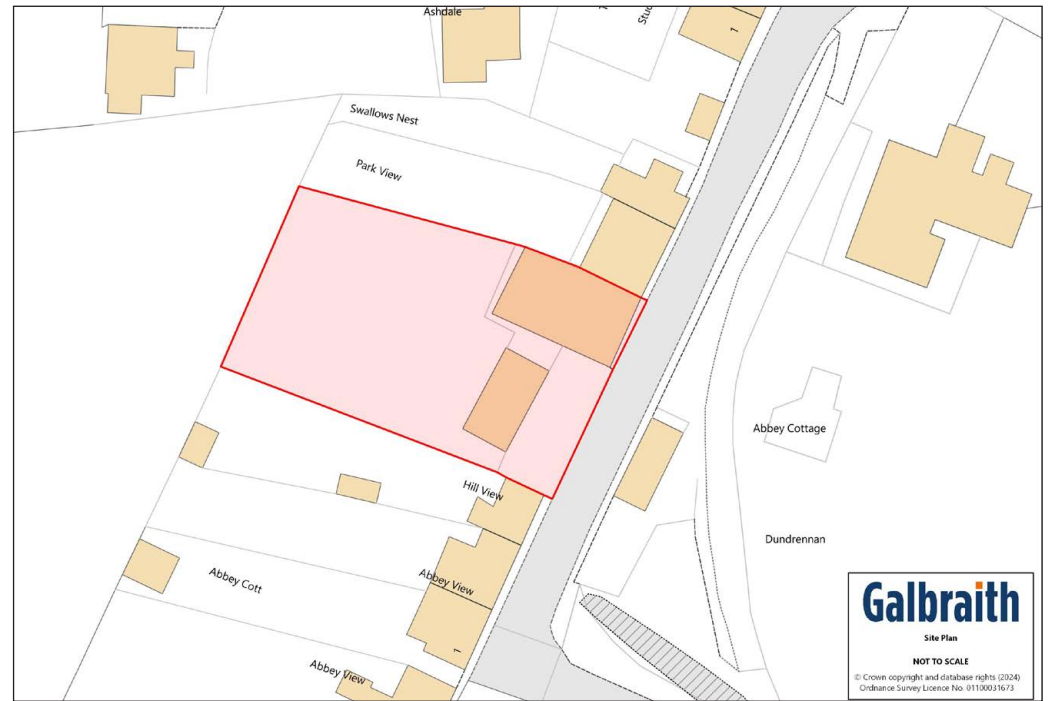 Ashdale
1
Swallows Nest
Park View
Abbey Cottage
Hill View
Dundrennan
Abbey Cott
Abbey View
1
Abbey View
Galbraith
Site Plan
NOT TO SCALE
© Crown copyright and database rights (2024)
Ordnance Survey Licence No. 01100031673